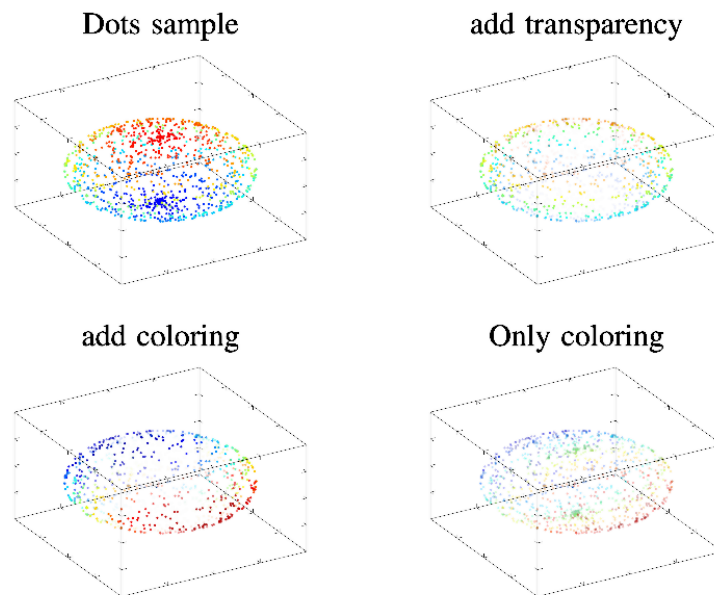 Dots sample
add transparency
add coloring
Only coloring